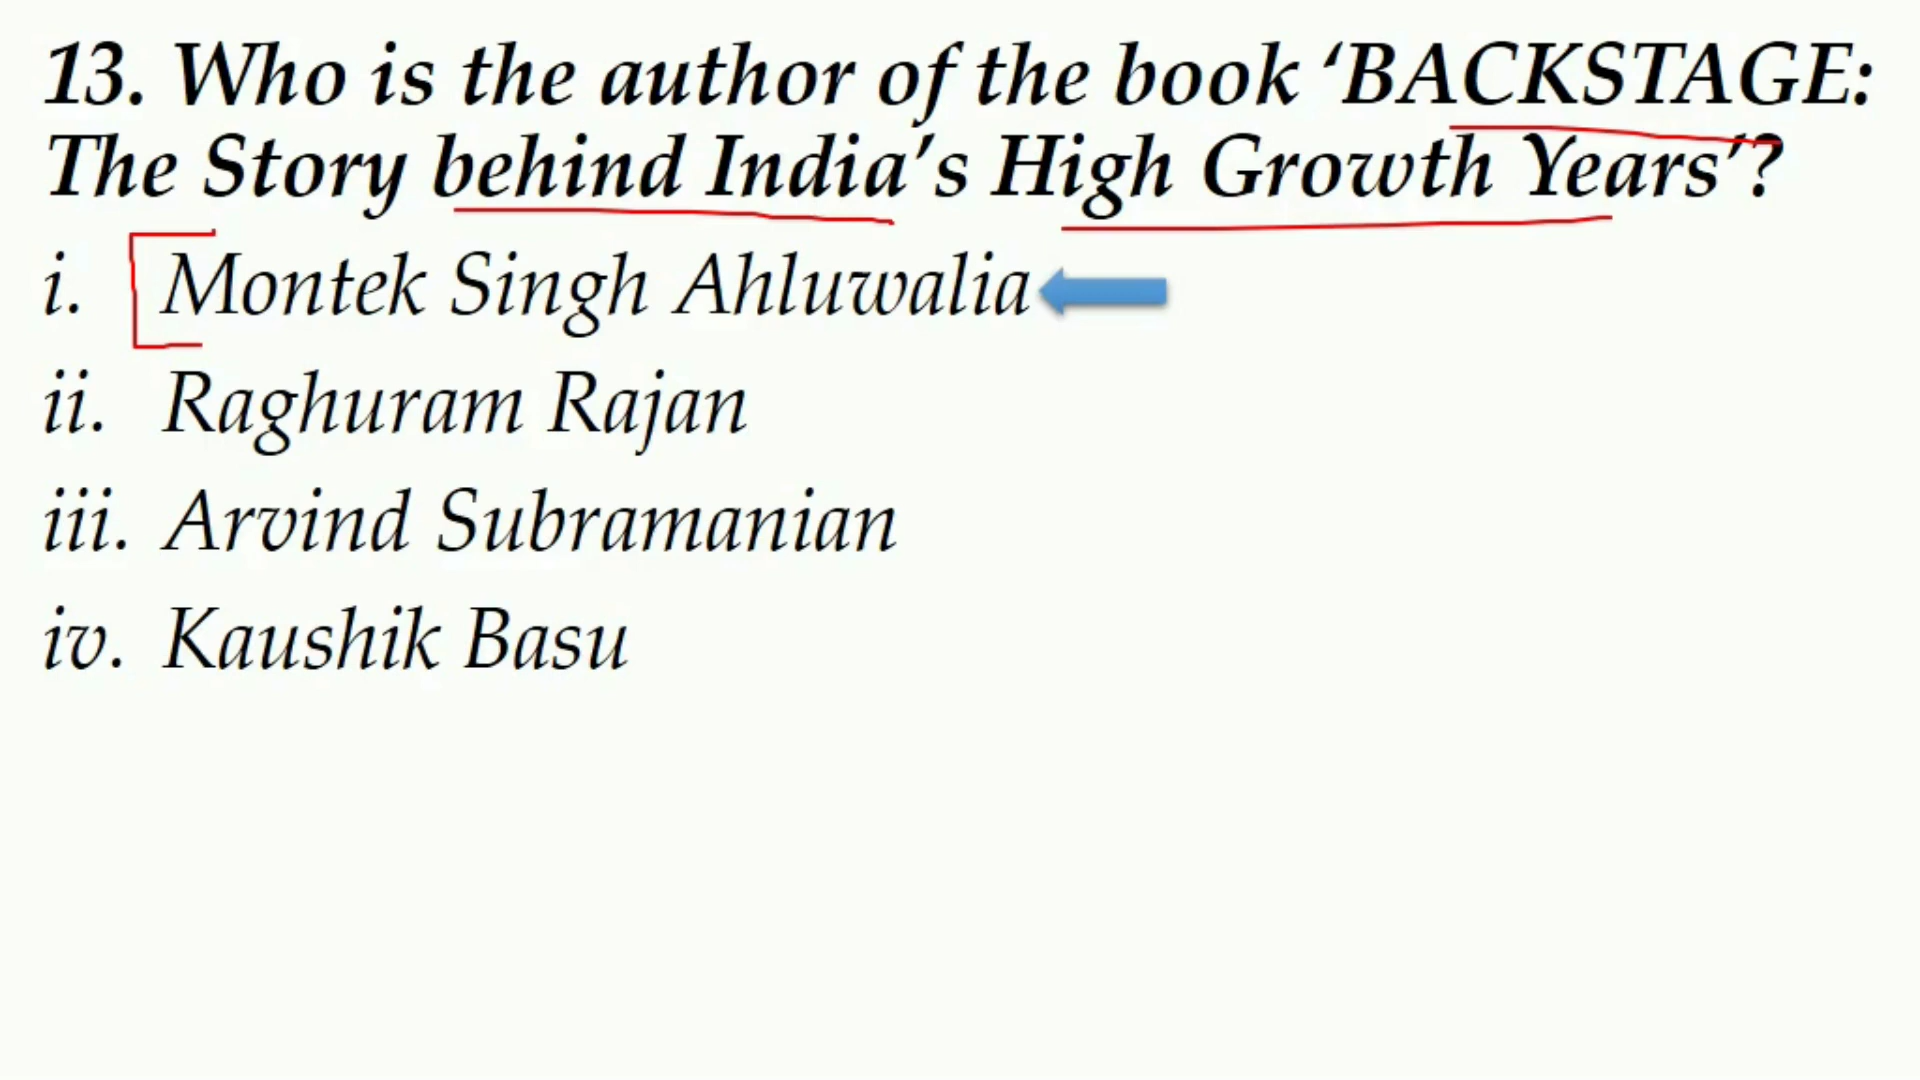 13. Who is the author of the book ‘BACKSTAGE:
The Story behind India’s High Growth Years’?
i. Montek Singh Ahluwalia
ii. Raghuram Rajan
iii. Arvind Subramanian
iv. Kaushik Basu